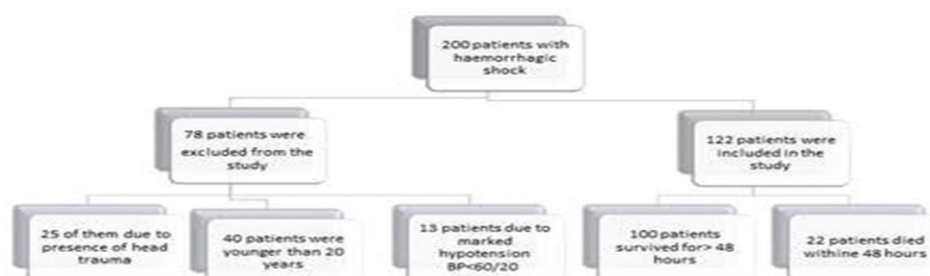 200 patients with
haemorrhagic
shock
78 patients were
excluded from the
study
122 patients were
included in the
study
25 of them due to
presence of head
trauma
40 patients were
younger than 20
years
13 patients due to
marked
hypotension
BP<60/20
100 patients
survived for> 48
hours
22 patients died
withine 48 hours